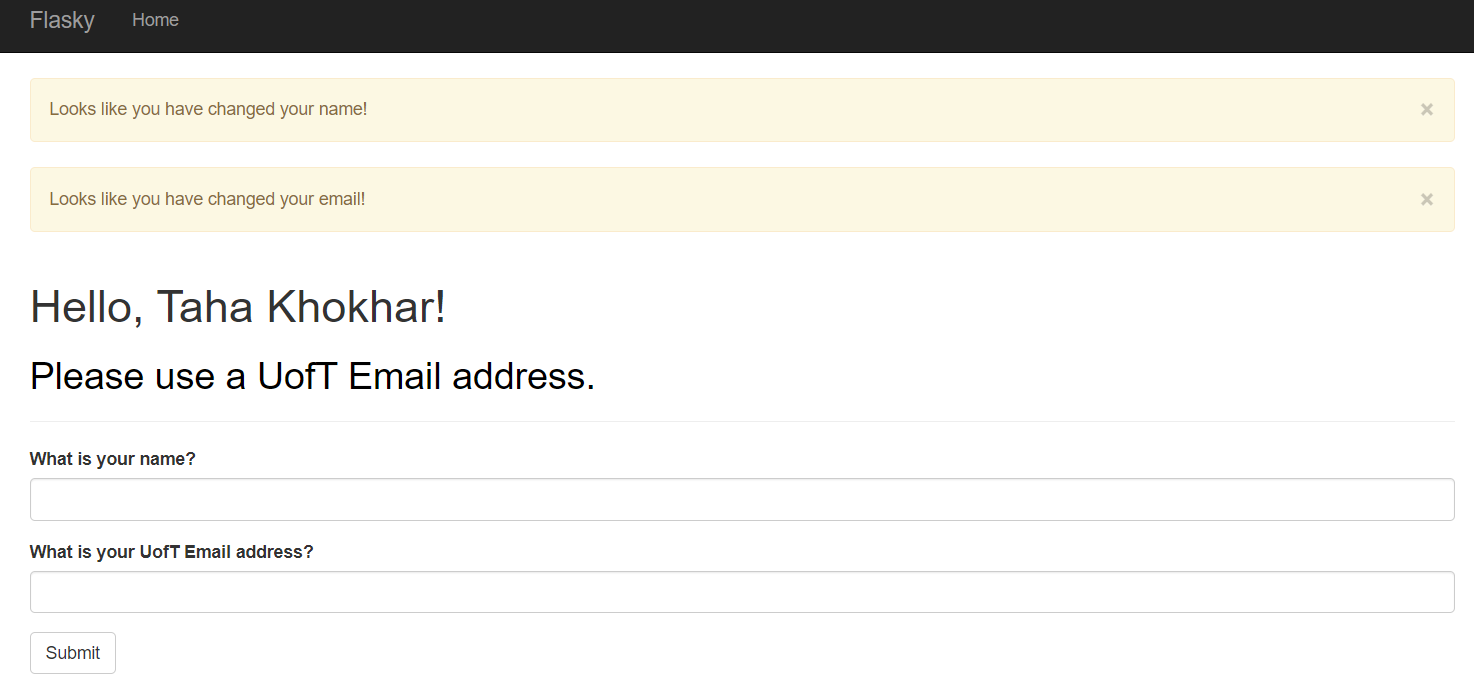 Flasky Home
Looks like you have changed your name! ×
Looks like you have changed your email! ×
Hello, Taha Khokhar!
Please use a UofT Email address.
What is your name?
What is your UofT Email address?
Submit